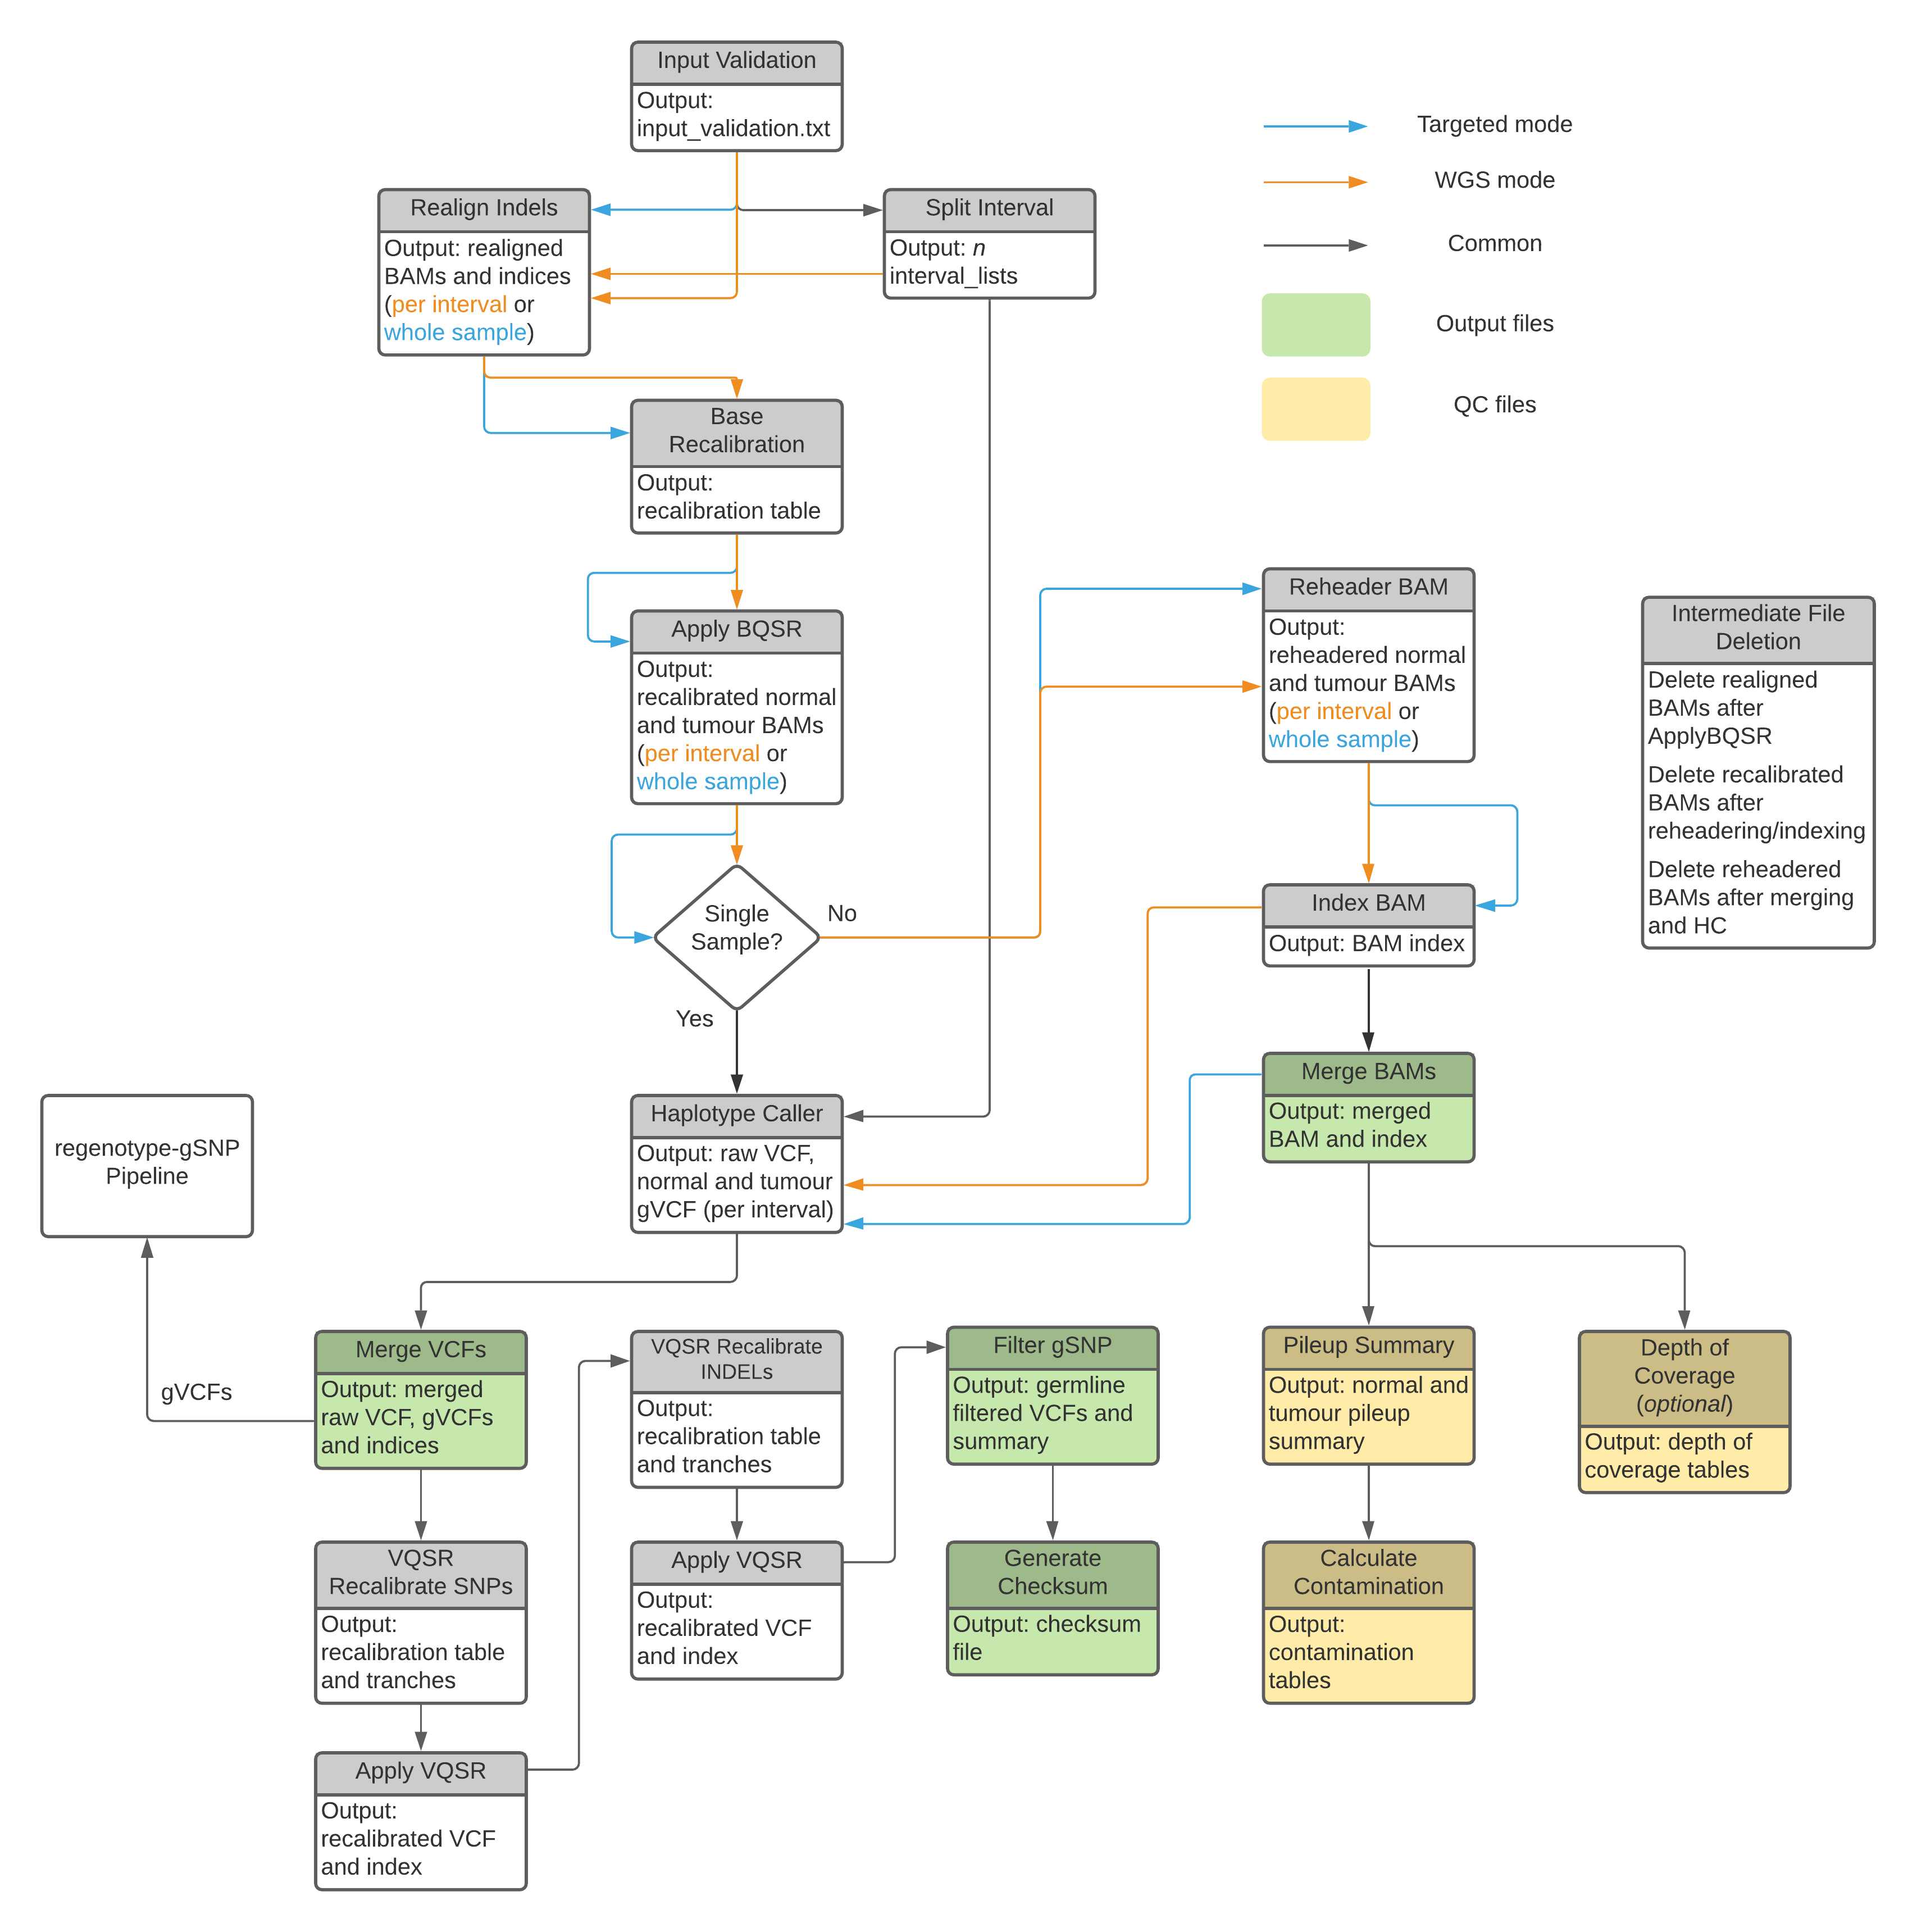 Input Validation
Output:
input_validation.txt
Targeted mode
WGS mode
Common
Output files
QC files
Realign Indels
Output: realigned
BAMs and indices
(per interval or
whole sample)
Split Interval
Output: n
interval_lists
Base
Recalibration
Output:
recalibration table
Apply BQSR
Output:
recalibrated normal
and tumour BAMs
(per interval or
whole sample)
Reheader BAM
Output:
reheadered normal
and tumour BAMs
(per interval or
whole sample)
Intermediate File
Deletion
Delete realigned
BAMs after
ApplyBQSR
Delete recalibrated
BAMs after
reheadering/indexing
Delete reheadered
BAMs after merging
and HC
Single
Sample?
No
Yes
Index BAM
Output: BAM index
Merge BAMs
Output: merged
BAM and index
Haplotype Caller
Output: raw VCF,
normal and tumour
gVCF (per interval)
regenotype-gSNP
Pipeline
gVCFs
Merge VCFs
Output: merged
raw VCF, gVCFs
and indices
VQSR
Recalibrate SNPs
Output:
recalibration table
and tranches
Apply VQSR
Output:
recalibrated VCF
and index
VQSR Recalibrate
INDELs
Output:
recalibration table
and tranches
Apply VQSR
Output:
recalibrated VCF
and index
Filter gSNP
Output: germline
filtered VCFs and
summary
Generate
Checksum
Output: checksum
file
Pileup Summary
Output: normal and
tumour pileup
summary
Calculate
Contamination
Output:
contamination
tables
Depth of
Coverage
(optional)
Output: depth of
coverage tables